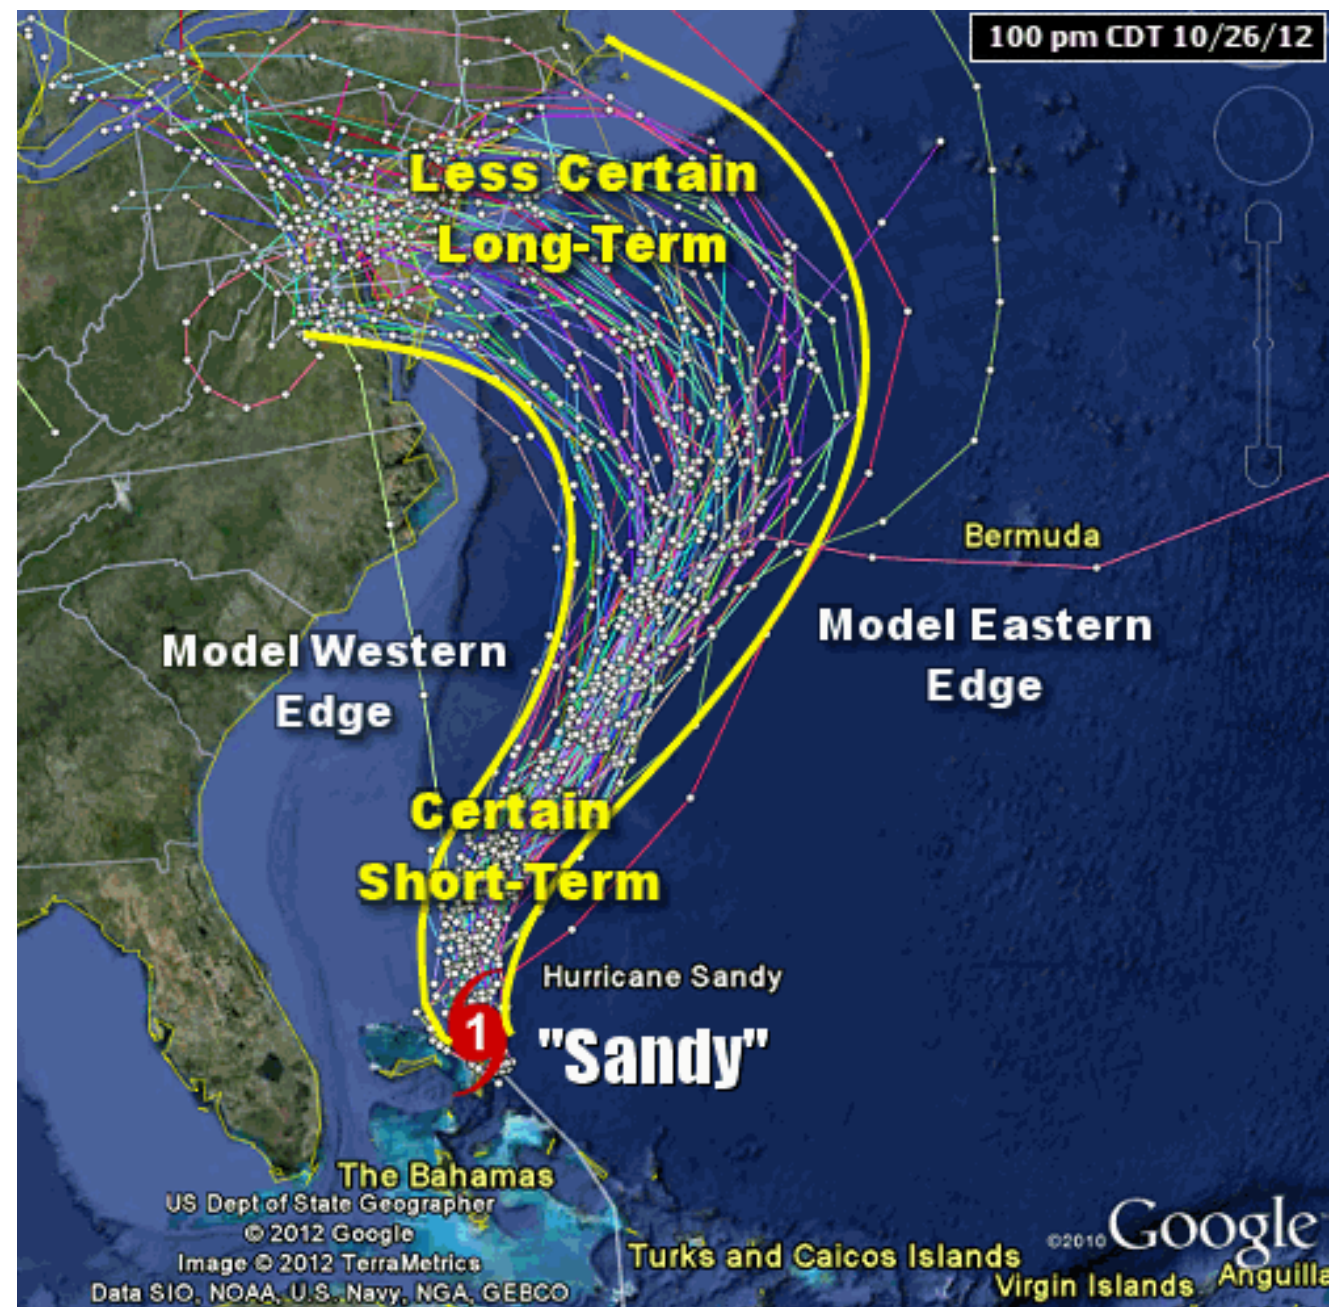 100 pm CDT 10/26/12
Less Certain
Long-Term
Bermuda
Model Western
Edge
Model Eastern
Edge
Certain
Short-Term
Hurricane Sandy
1
"Sandy"
The Bahamas
US Dept of State Geographer
© 2012 Google
Image © 2012 TerraMetrics
Data SIO, NOAA, U.S. Navy, NGA, GEBCO
©2010 Google
Turks and Caicos Islands
Virgin Islands
Anguilla